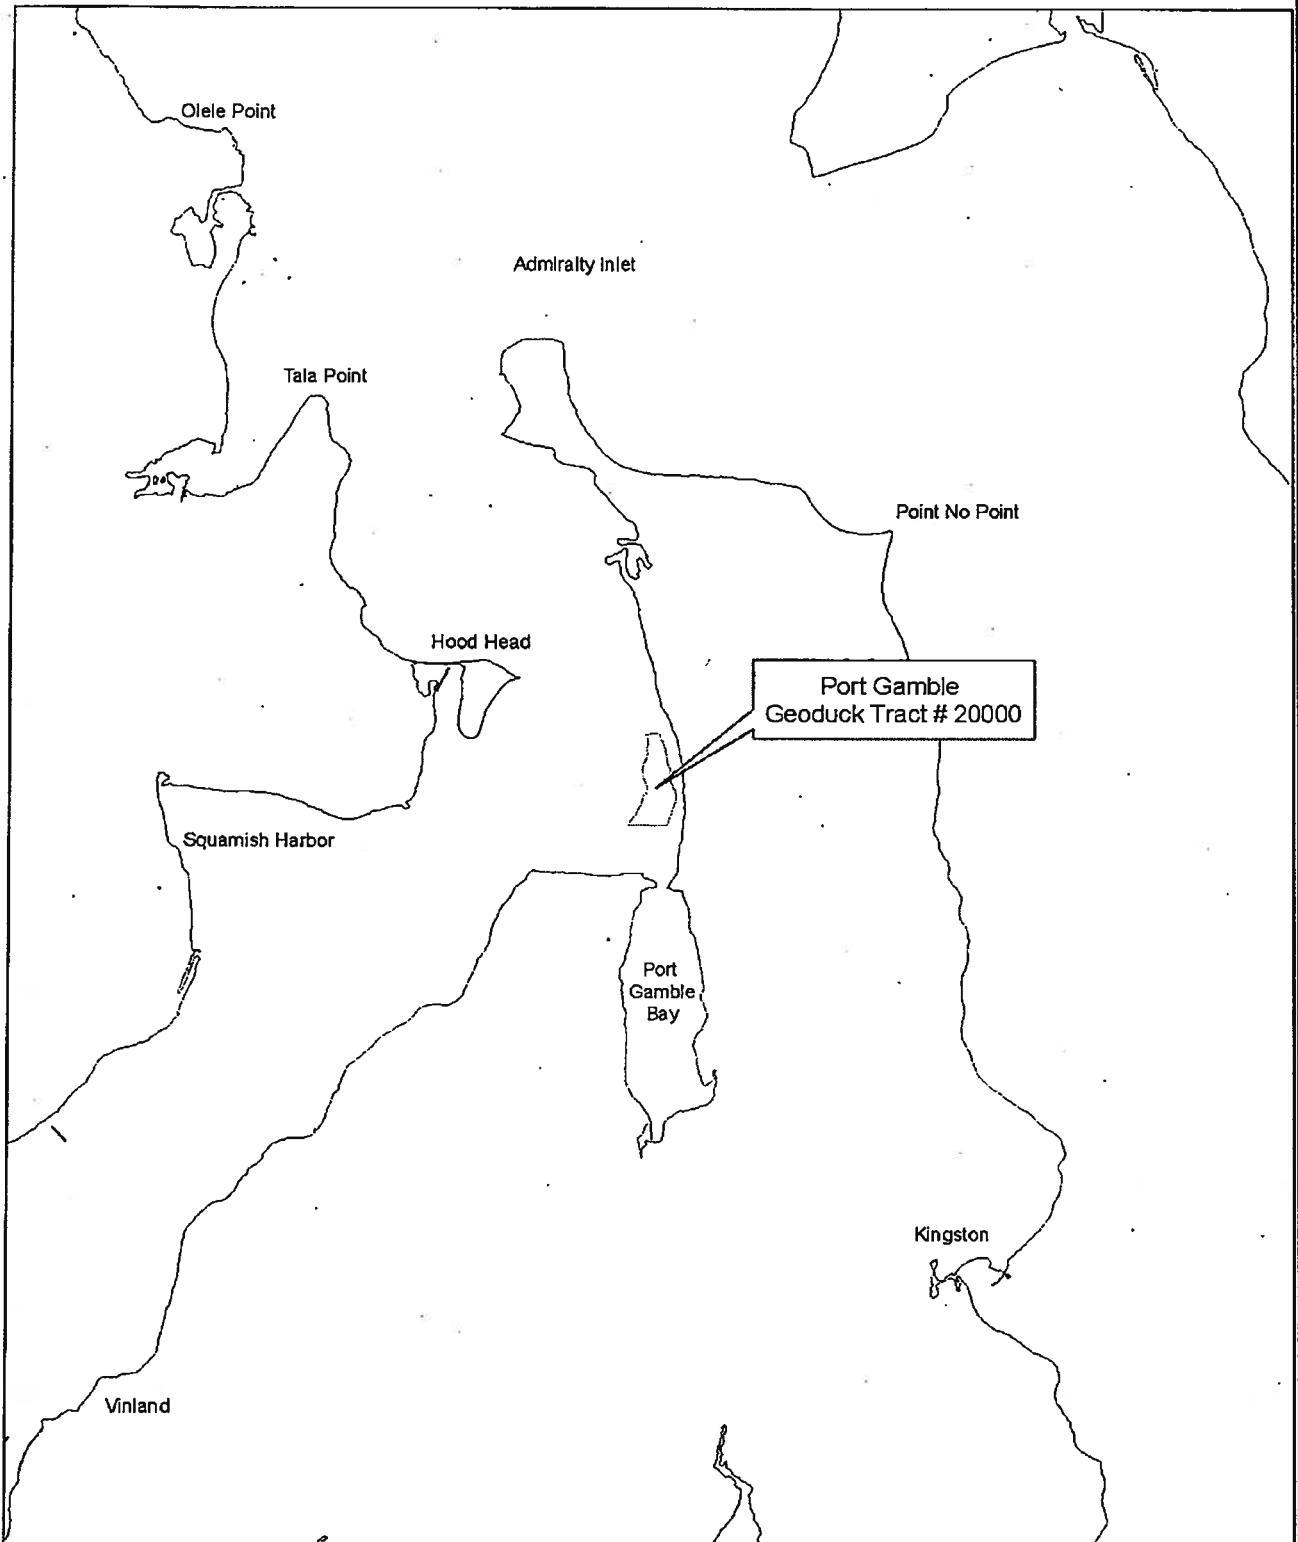 Olele Point
Admiralty Inlet
Tala Point
Point No Point
Hood Head
Port Gamble
Geoduck Tract # 20000
Squamish Harbor
Port
Gamble
Bay
Kingston
Vinland